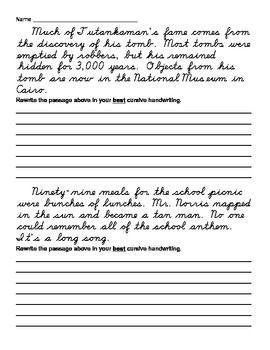 Name
Much of Tutankaman's fame comes from
the discovery of his tomb. Most tombs were
emptied by robbers, but his remained
hidden for 3,000 years. Objects from his
tomb are now in the National Museum in
Cairo.
Rewrite the passage above in your best cursive handwriting.
Ninety-nine meals for the school picnic
were bunches of lunches. Mr. Norris napped
in the sun and became a tan man. No one
could remember all of the school anthem.
It's a long song.
Rewrite the passage above in your best cursive handwriting.